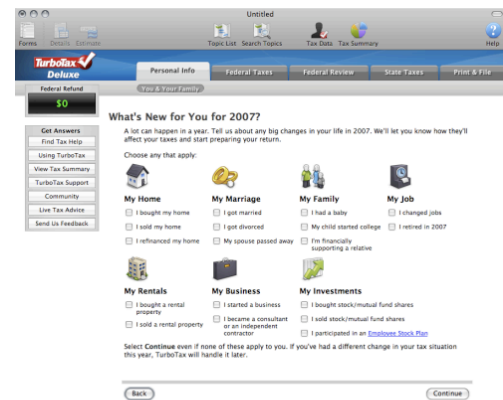 Untitled
Forms Details Estimate Topic List Search Topics Tax Data Tax Summary Help
TurboTax
Deluxe
Personal Info Federal Taxes Federal Review State Taxes Print & File
Federal Refund
You & Your Family
$0
What's New for You for 2007?
A lot can happen in a year. Tell us about any big changes in your life in 2007. We'll let you know how they'll
affect your taxes and start preparing your return.
Get Answers
Find Tax Help
Using TurboTax
View Tax Summary
TurboTax Support
Community
Live Tax Advice
Send Us Feedback
Choose any that apply:
My Home
I bought my home
I sold my home
I refinanced my home
My Marriage
I got married
I got divorced
My spouse passed away
My Family
I had a baby
My child started college
I'm financially
supporting a relative
My Job
I changed jobs
I retired in 2007
My Rentals
I bought a rental
property
I sold a rental property
My Business
I started a business
I became a consultant
or an independent
contractor
My Investments
I bought stock/mutual fund shares
I sold stock/mutual fund shares
I participated in an Employee Stock Plan
Select Continue even if none of these apply to you. If you've had a different change in your tax situation
this year, TurboTax will handle it later.
Back Continue